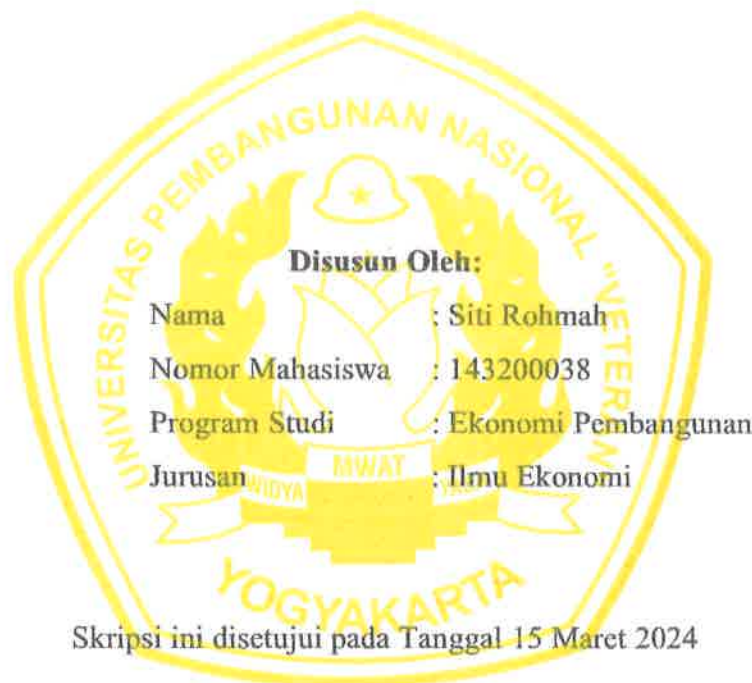 UNIVERSITAS PEMBANGUNAN NASIONAL "VETERAN"
Disusun Oleh:
Nama : Siti Rohmah
Nomor Mahasiswa : 143200038
Program Studi : Ekonomi Pembangunan
Jurusan : Ilmu Ekonomi
WIDYA MWAT
YOGYAKARTA
Skripsi ini disetujui pada Tanggal 15 Maret 2024